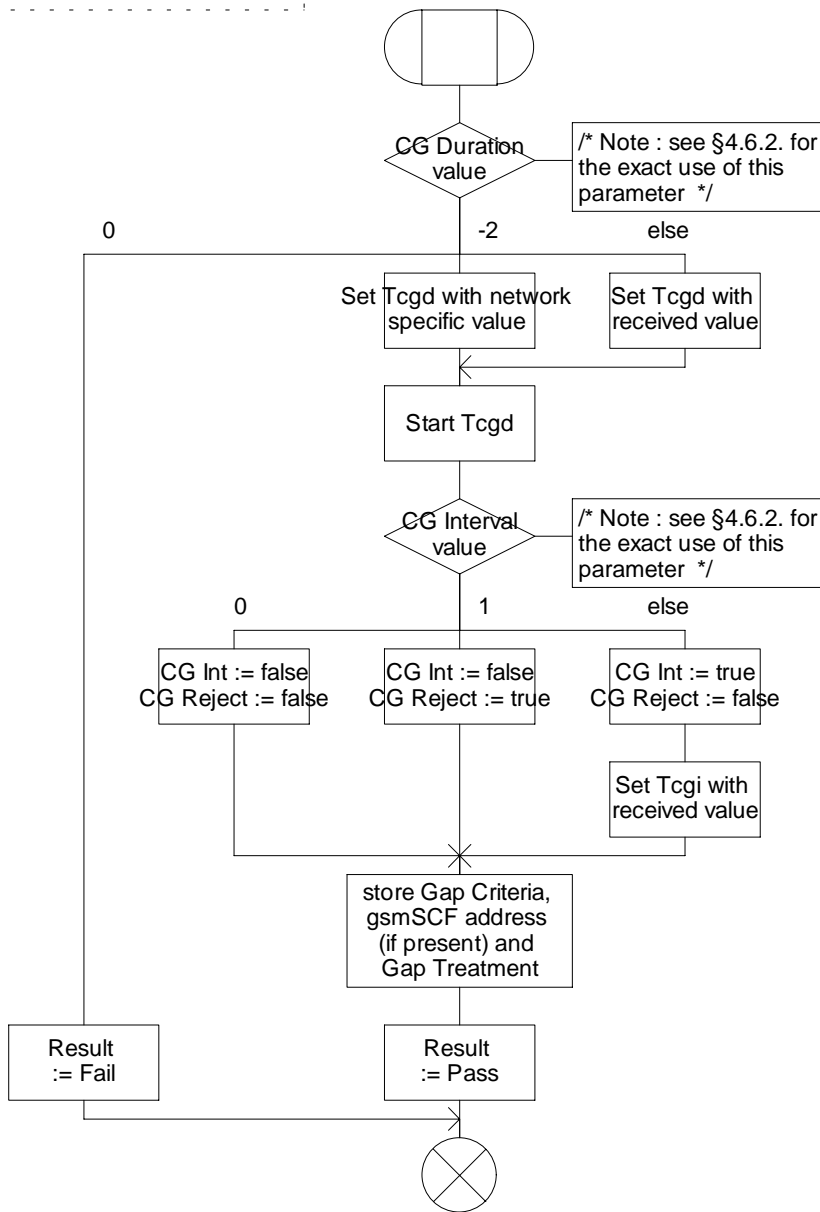 CG Duration
value
/* Note : see §4.6.2. for
the exact use of this
parameter */
0
-2
else
Set Tcgd with network
specific value
Set Tcgd with
received value
Start Tcgd
CG Interval
value
/* Note : see §4.6.2. for
the exact use of this
parameter */
0
1
else
CG Int := false
CG Reject := false
CG Int := false
CG Reject := true
CG Int := true
CG Reject := false
Set Tcgi with
received value
store Gap Criteria,
gsmSCF address
(if present) and
Gap Treatment
Result
:= Fail
Result
:= Pass